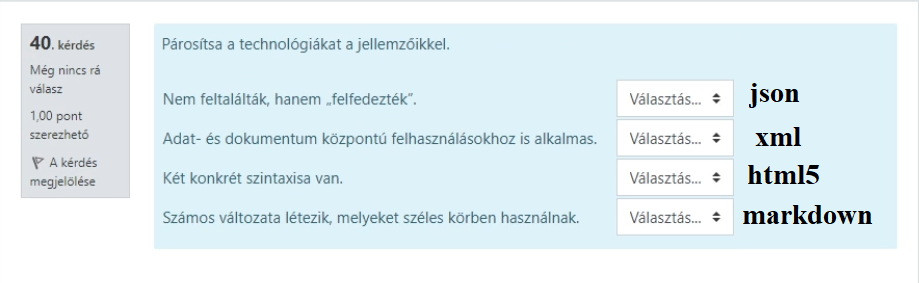 40. kérdés
Még nincs rá
válasz
1,00 pont
szerezhető
A kérdés
megjelölése
Párosítsa a technológiákat a jellemzőikkel.
Nem feltalálták, hanem „felfedezték”. Választás... json
Adat- és dokumentum központú felhasználásokhoz is alkalmas. Választás... xml
Két konkrét szintaxisa van. Választás... html5
Számos változata létezik, melyeket széles körben használnak. Választás... markdown